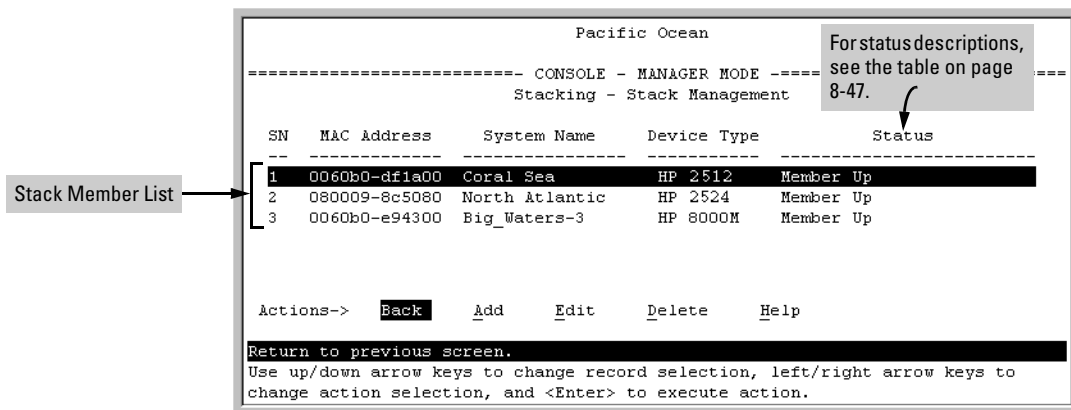 Pacific Ocean
For status descriptions,
see the table on page
8-47.
==========================- CONSOLE - MANAGER MODE -==========================
Stacking - Stack Management
SN MAC Address System Name Device Type Status
-- ------------- ---------------- ----------- -------------------------
Stack Member List
1 0060b0-df1a00 Coral Sea HP 2512 Member Up
2 080009-8c5080 North Atlantic HP 2524 Member Up
3 0060b0-e94300 Big_Waters-3 HP 8000M Member Up
Actions-> Back Add Edit Delete Help
Return to previous screen.
Use up/down arrow keys to change record selection, left/right arrow keys to
change action selection, and <Enter> to execute action.